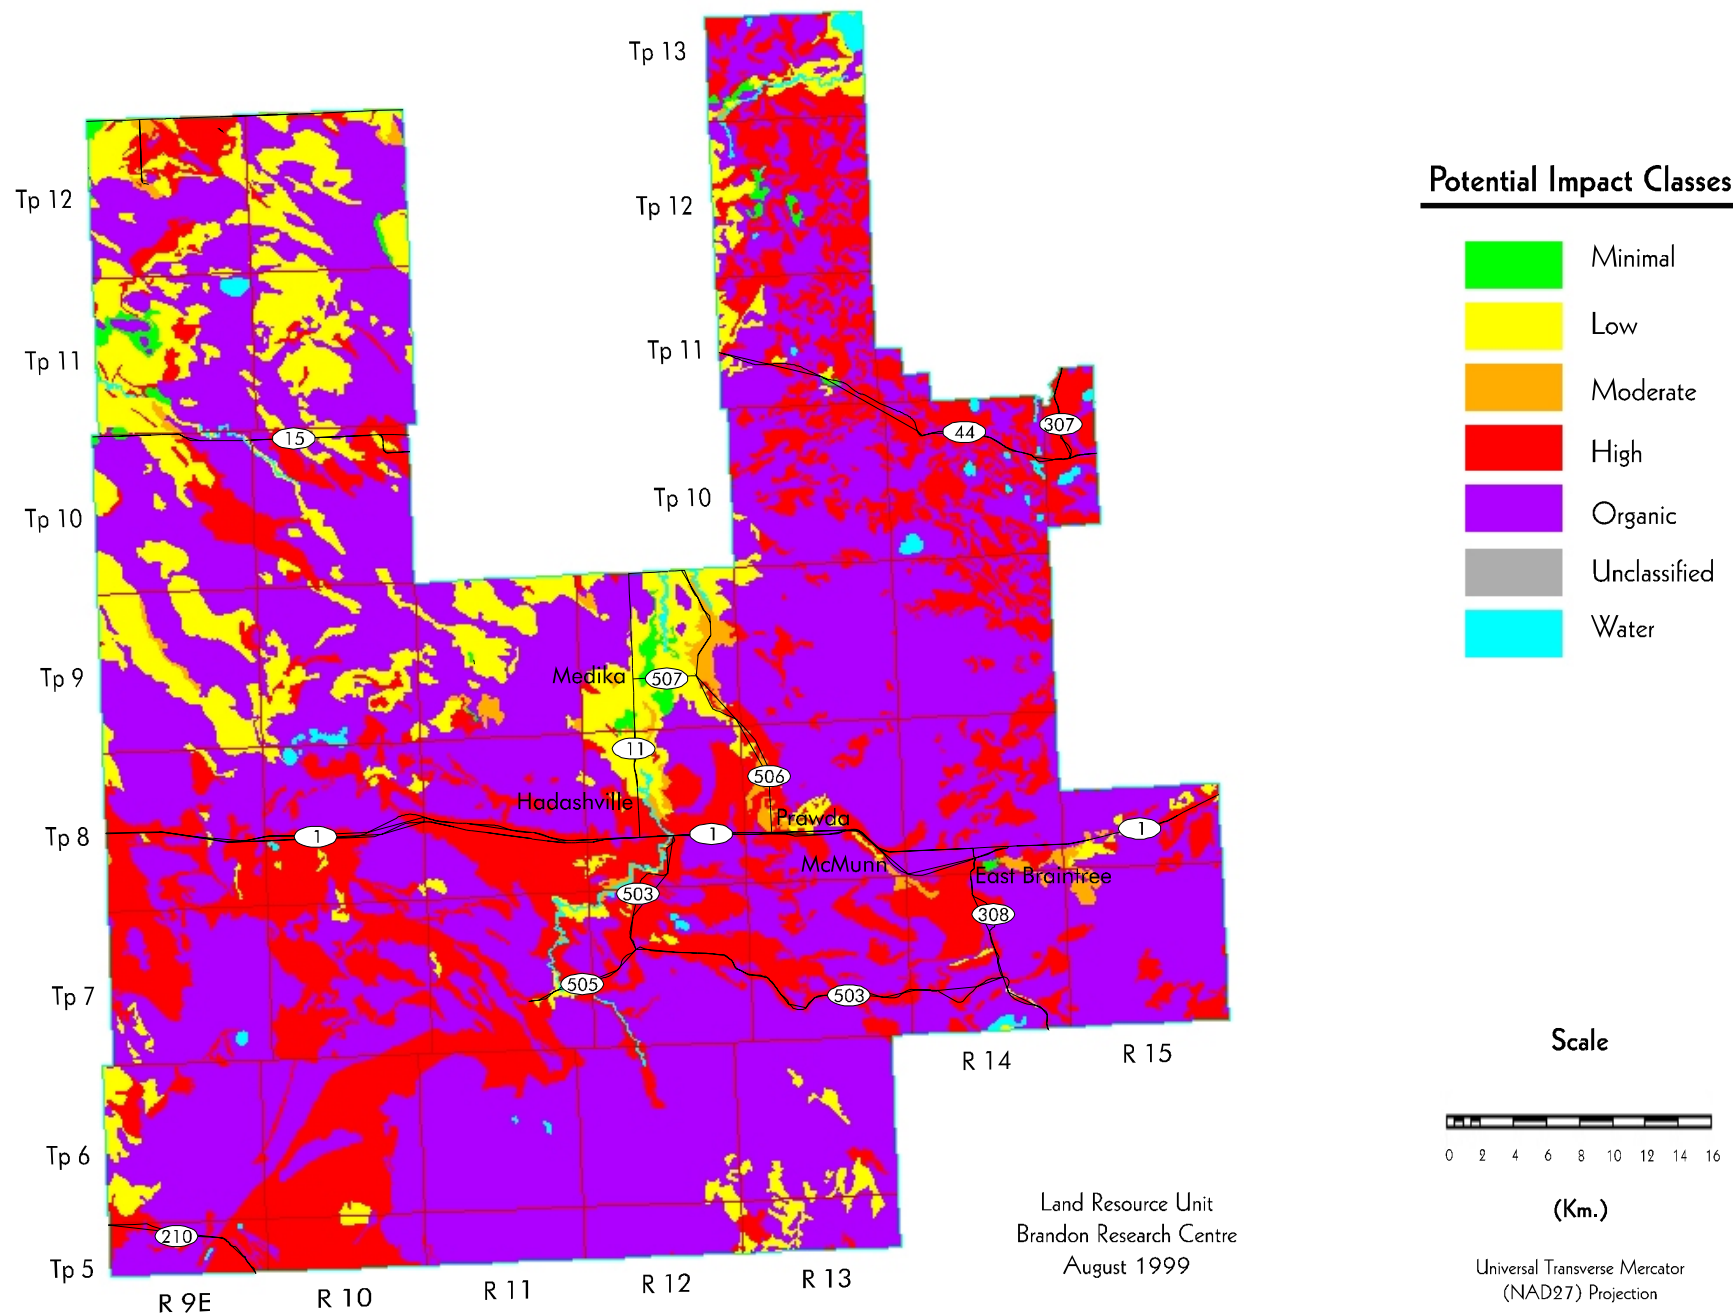 Tp 13
Tp 12
Tp 12
Tp 11
Tp 11
307
44
15
Tp 10
Tp 10
Tp 9
Medika
507
11
506
Hadashville
Prawda
Tp 8
1
1
1
McMunn
East Braintree
503
308
Tp 7
505
503
R 14
R 15
Tp 6
210
Tp 5
R 9E
R 10
R 11
R 12
R 13
Potential Impact Classes
Minimal
Low
Moderate
High
Organic
Unclassified
Water
Scale
0 2 4 6 8 10 12 14 16
(Km.)
Land Resource Unit
Brandon Research Centre
August 1999
Universal Transverse Mercator
(NAD27) Projection